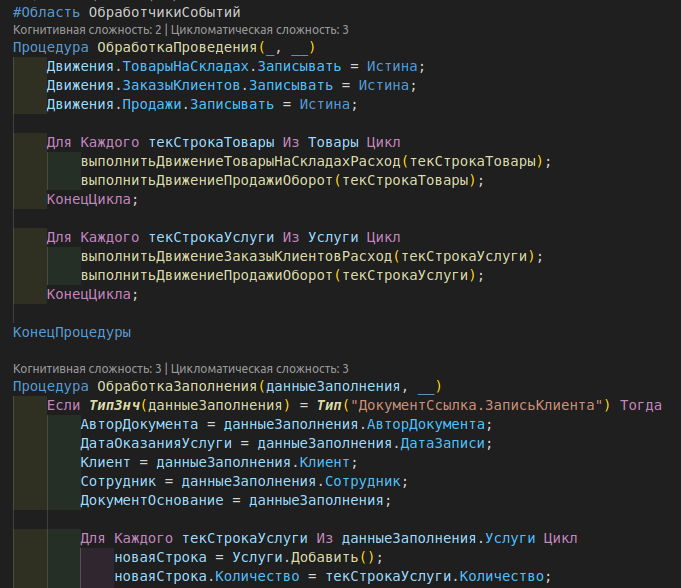 #Область ОбработчикиСобытий
Когнитивная сложность: 2 | Цикломатическая сложность: 3
Процедура ОбработкаПроведения(_, __)
Движения.ТоварыНаСкладах.Записывать = Истина;
Движения.ЗаказыКлиентов.Записывать = Истина;
Движения.Продажи.Записывать = Истина;
Для Каждого текСтрокаТовары Из Товары Цикл
выполнитьДвижениеТоварыНаСкладахРасход(текСтрокаТовары);
выполнитьДвижениеПродажиОборот(текСтрокаТовары);
КонецЦикла;
Для Каждого текСтрокаУслуги Из Услуги Цикл
выполнитьДвижениеЗаказыКлиентовРасход(текСтрокаУслуги);
выполнитьДвижениеПродажиОборот(текСтрокаУслуги);
КонецЦикла;
КонецПроцедуры
Когнитивная сложность: 3 | Цикломатическая сложность: 3
Процедура ОбработкаЗаполнения(данныеЗаполнения, __)
Если ТипЗнч(данныеЗаполнения) = Тип("ДокументСсылка.ЗаписьКлиента") Тогда
АвторДокумента = данныеЗаполнения.АвторДокумента;
ДатаОказанияУслуги = данныеЗаполнения.ДатаЗаписи;
Клиент = данныеЗаполнения.Клиент;
Сотрудник = данныеЗаполнения.Сотрудник;
ДокументОснование = данныеЗаполнения;
Для Каждого текСтрокаУслуги Из данныеЗаполнения.Услуги Цикл
новаяСтрока = Услуги.Добавить();
новаяСтрока.Количество = текСтрокаУслуги.Количество;